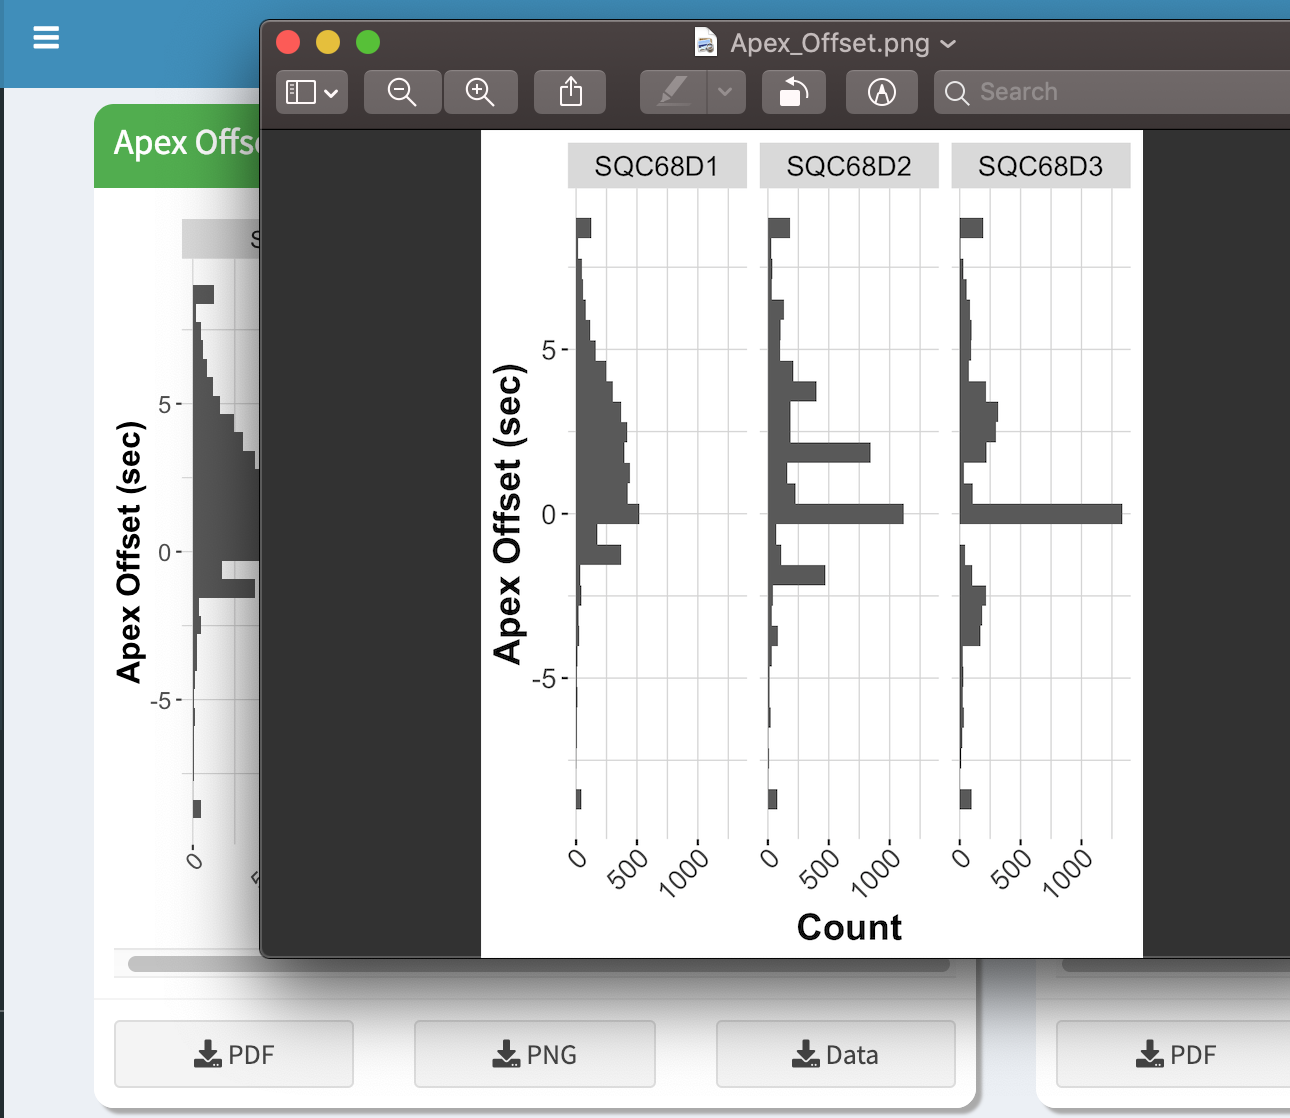 Apex_Offset.png
Search
Apex Offs
SQC68D1
SQC68D2
SQC68D3
5
0
-5
Apex Offset (sec)
0
500
1000
0
500
1000
0
500
1000
Count
S
5
0
-5
Apex Offset (sec)
0
PDF
PNG
Data
PDF